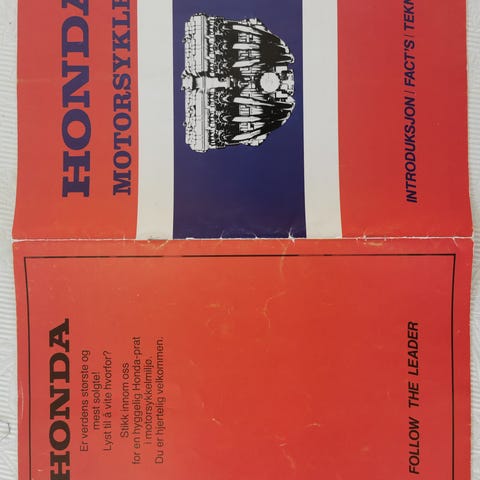 HONDA
MOTORSYKLE
INTRODUKSJON/FACT'S/TEKN
HONDA
Er verdens største og
mest solgte!
Lyst til å vite hvorfor?
Stikk innom oss
for en hyggelig Honda-prat
i motorsykkelmiljø.
Du er hjertelig velkommen.
FOLLOW THE LEADER